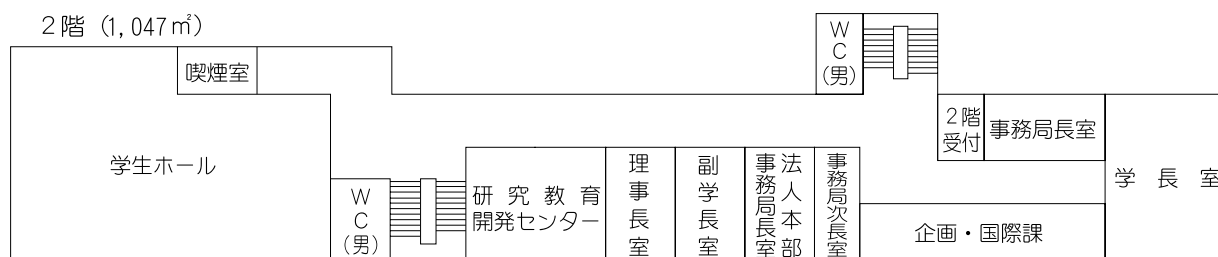 ２階 (1,047㎡)
喫煙室
学生ホール
WC(男)
研究教育
開発センター
理事長室
副学長室
法人本部
事務局長室
事務局次長室
WC(男)
２階
受付
事務局長室
企画・国際課
学長室